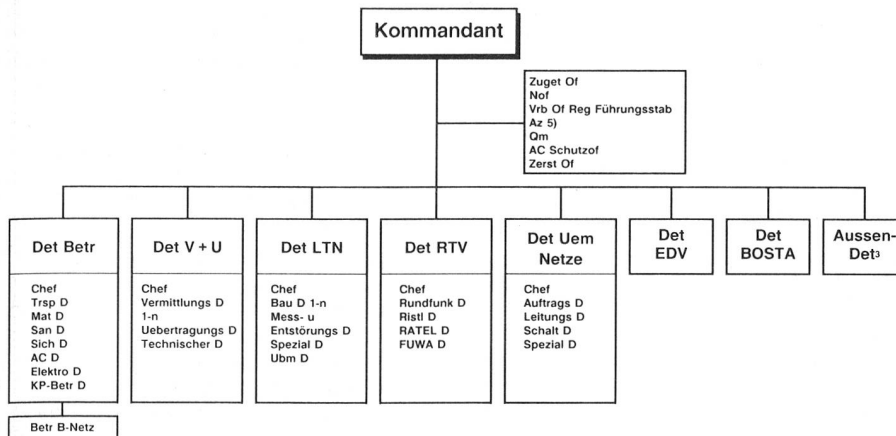 Kommandant
Zuget Of
Nof
Vrb Of Reg Führungsstab
Az 5)
Qm
AC Schutzof
Zerst Of
Det Betr
Chef
Trsp D
Mat D
San D
Sich D
AC D
Elektro D
KP-Betr D
Betr B-Netz
Det V + U
Chef
Vermittlungs D
1-n
Uebertragungs D
Technischer D
Det LTN
Chef
Bau D 1-n
Mess- u
Entstörungs D
Spezial D
Ubm D
Det RTV
Chef
Rundfunk D
Ristl D
RATEL D
FUWA D
Det Uem
Netze
Chef
Auftrags D
Leitungs D
Schalt D
Spezial D
Det
EDV
Det
BOSTA
Aussen-
Det³